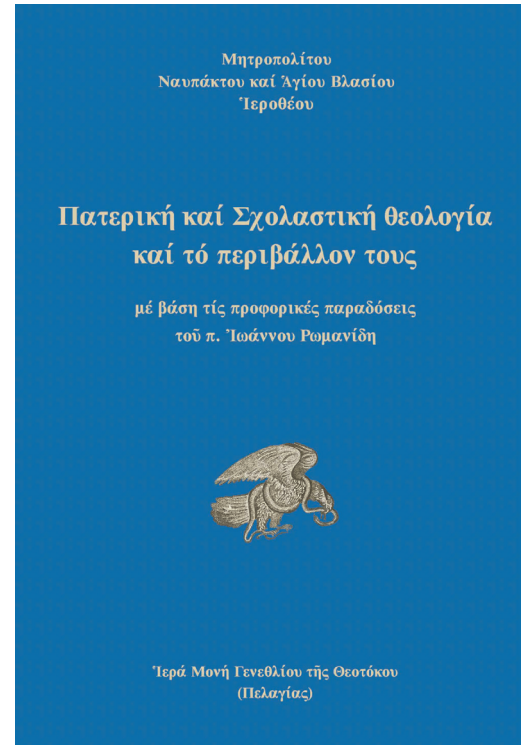 Μητροπολίτου
Ναυπάκτου καί Ἁγίου Βλασίου
Ἱεροθέου
Πατερική καί Σχολαστική θεολογία
καί τό περιβάλλον τους
μέ βάση τίς προφορικές παραδόσεις
τοῦ π. Ἰωάννου Ρωμανίδη
Ἱερά Μονή Γενεθλίου τῆς Θεοτόκου
(Πελαγίας)